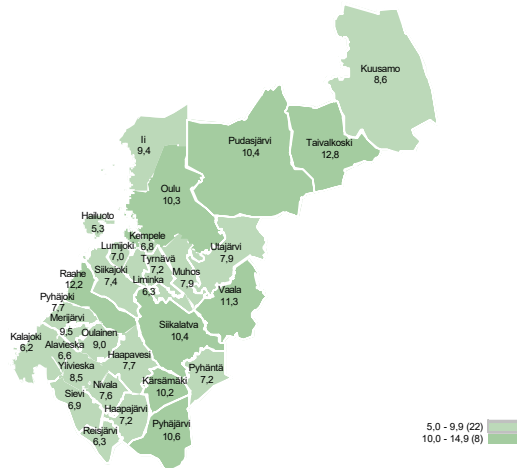 Kuusamo
8,6
Ii
9,4
Pudasjärvi
10,4
Taivalkoski
12,8
Oulu
10,3
Hailuoto
5,3
Kempele
6,8
Lumijoki
7,0
Tyrnävä
7,2
Utajärvi
7,9
Siikajoki
7,4
Liminka
6,3
Muhos
7,9
Raahe
12,2
Vaala
11,3
Pyhäjoki
7,7
Merijärvi
9,5
Siikalatva
10,4
Kalajoki
6,2
Alavieska
6,6
Oulainen
9,0
Haapavesi
7,7
Pyhäntä
7,2
Ylivieska
8,5
Kärsämäki
10,2
Sievi
6,9
Nivala
7,6
Haapajärvi
7,2
Reisjärvi
6,3
Pyhäjärvi
10,6
5,0 - 9,9 (22)
10,0 - 14,9 (8)